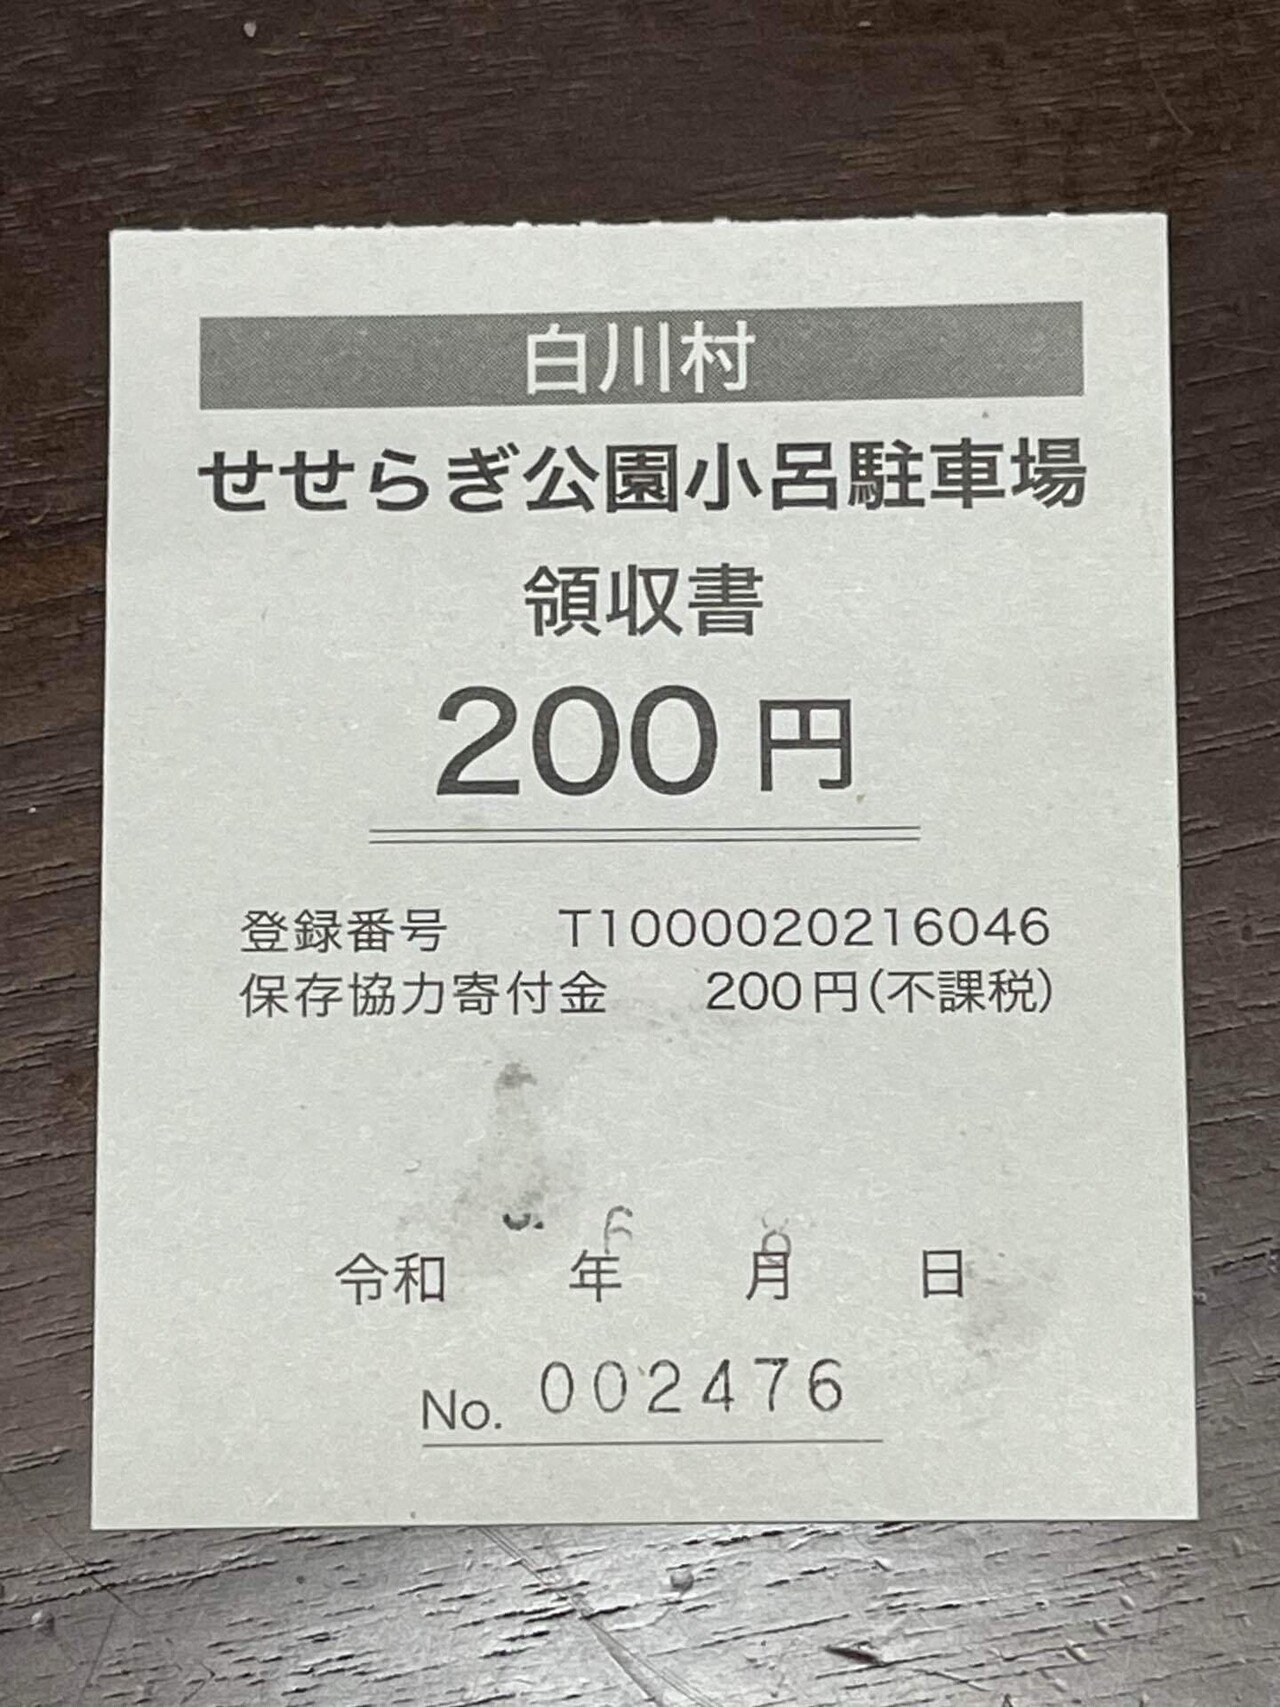 白川村
せせらぎ公園小呂駐車場
領収書
200円
登録番号 T1000020216046
保存協力寄付金 200円(不課税)
令和 年 月 日
No. 002476